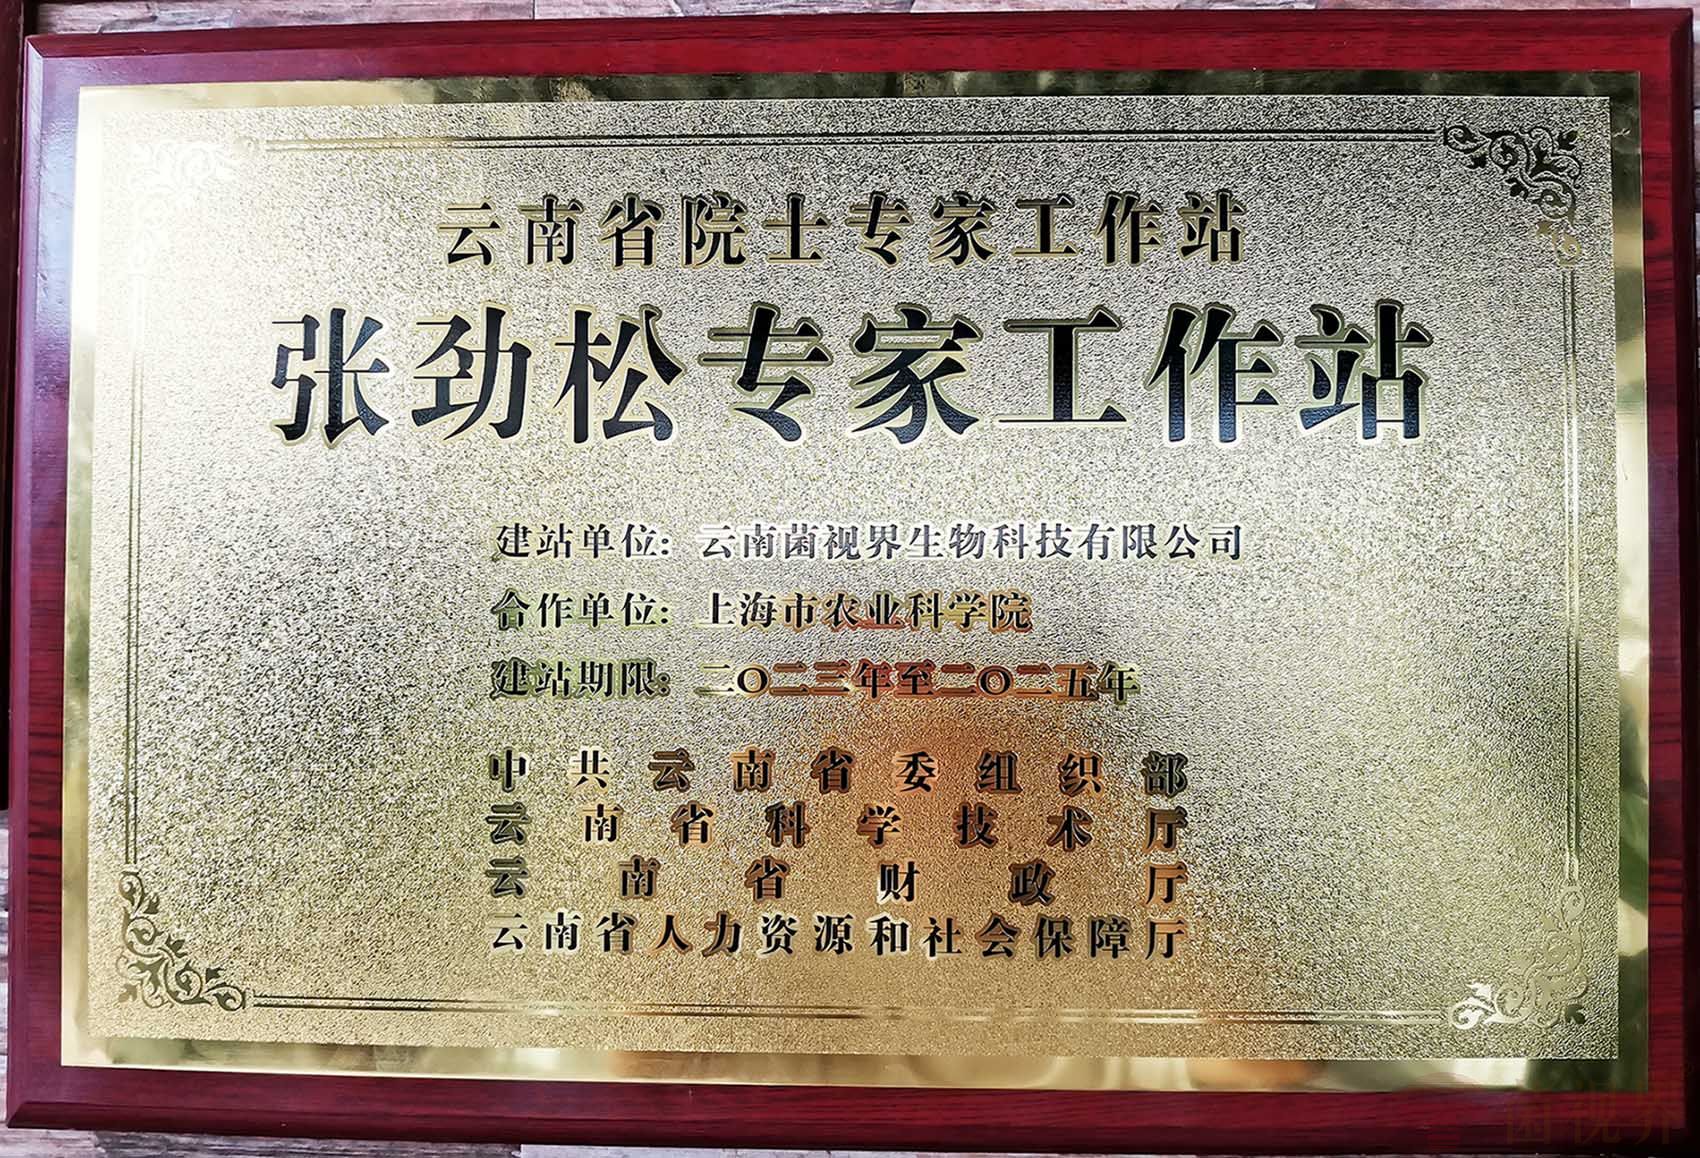 云南省院士专家工作站
张劲松专家工作站
建站单位：云南菌视界生物科技有限公司
合作单位：上海市农业科学院
建站期限：二〇二三年至二〇二五年
中共云南省委组织部
云南省科学技术厅
云南省财政厅
云南省人力资源和社会保障厅
菌视界